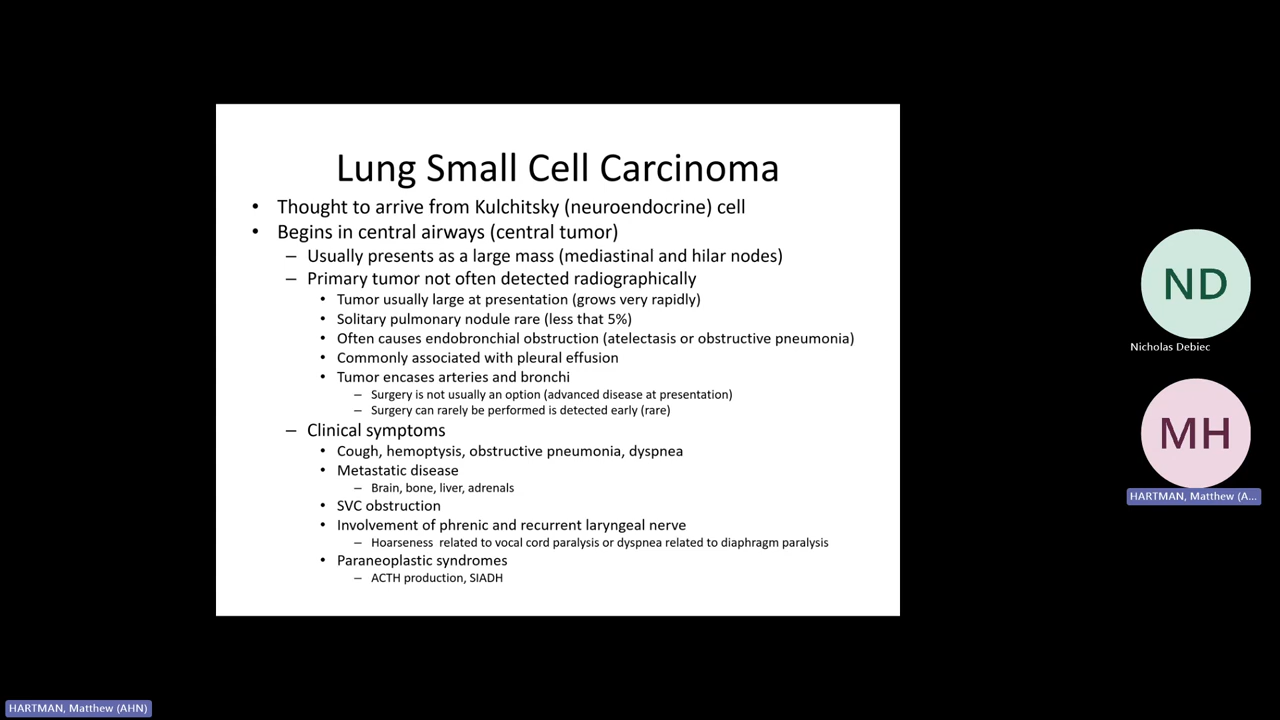 Lung Small Cell Carcinoma
• Thought to arrive from Kulchitsky (neuroendocrine) cell
• Begins in central airways (central tumor)
– Usually presents as a large mass (mediastinal and hilar nodes)
– Primary tumor not often detected radiographically
• Tumor usually large at presentation (grows very rapidly)
• Solitary pulmonary nodule rare (less that 5%)
• Often causes endobronchial obstruction (atelectasis or obstructive pneumonia)
• Commonly associated with pleural effusion
• Tumor encases arteries and bronchi
– Surgery is not usually an option (advanced disease at presentation)
– Surgery can rarely be performed is detected early (rare)
– Clinical symptoms
• Cough, hemoptysis, obstructive pneumonia, dyspnea
• Metastatic disease
– Brain, bone, liver, adrenals
• SVC obstruction
• Involvement of phrenic and recurrent laryngeal nerve
– Hoarseness related to vocal cord paralysis or dyspnea related to diaphragm paralysis
• Paraneoplastic syndromes
– ACTH production, SIADH
ND
Nicholas Debiec
MH
HARTMAN, Matthew (A...
HARTMAN, Matthew (AHN)